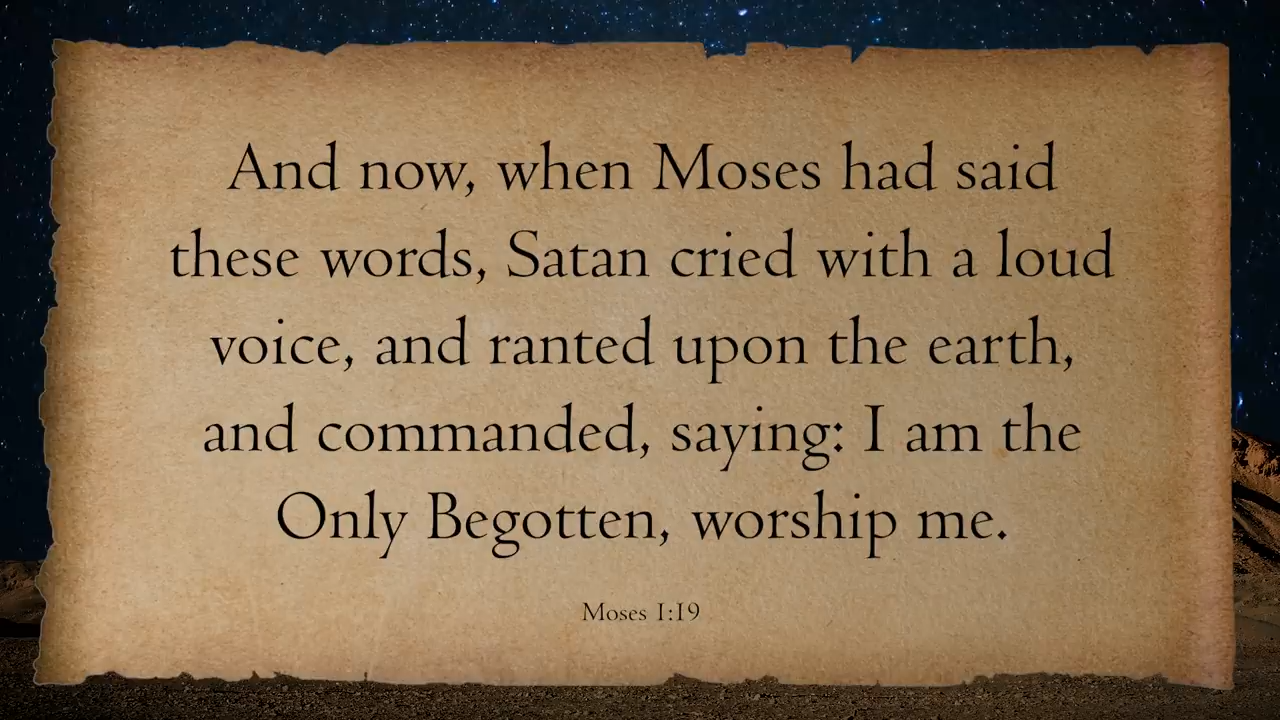 And now, when Moses had said
these words, Satan cried with a loud
voice, and ranted upon the earth,
and commanded, saying: I am the
Only Begotten, worship me.
Moses 1:19